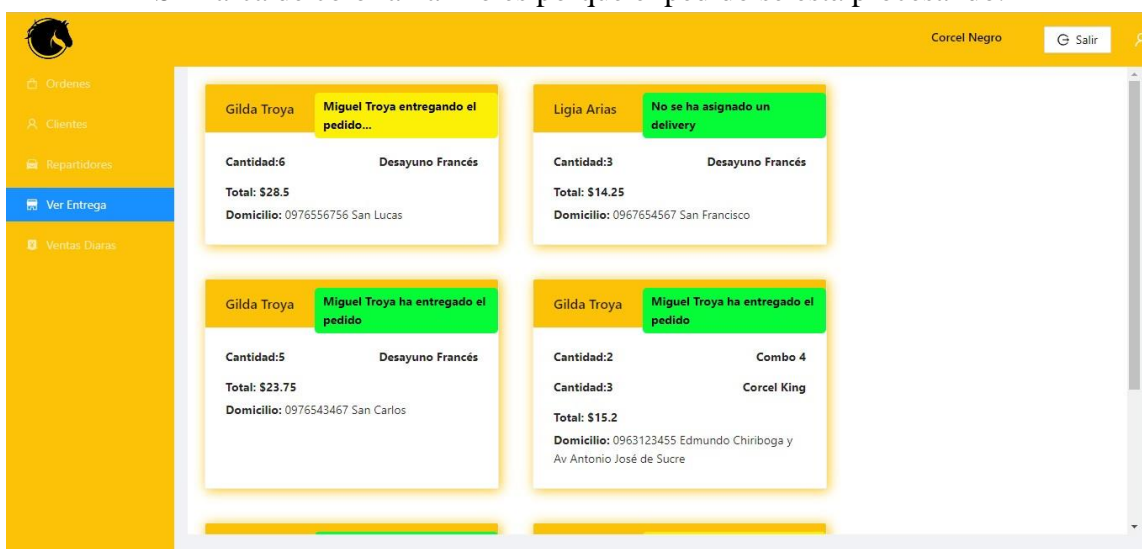 Corcel Negro
Salir
Ordenes
Clientes
Repartidores
Ver Entrega
Ventas Diaras
Gilda Troya
Miguel Troya entregando el
pedido...
Cantidad:6 Desayuno Francés
Total: $28.5
Domicilio: 0976556756 San Lucas
Ligia Arias
No se ha asignado un
delivery
Cantidad:3 Desayuno Francés
Total: $14.25
Domicilio: 0967654567 San Francisco
Gilda Troya
Miguel Troya ha entregado el
pedido
Cantidad:5 Desayuno Francés
Total: $23.75
Domicilio: 0976543467 San Carlos
Gilda Troya
Miguel Troya ha entregado el
pedido
Cantidad:2 Combo 4
Cantidad:3 Corcel King
Total: $15.2
Domicilio: 0963123455 Edmundo Chiriboga y
Av Antonio José de Sucre